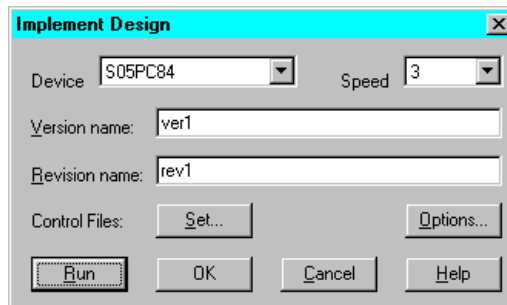 Implement Design
Device S05PC84 Speed 3
Version name: ver1
Revision name: rev1
Control Files: Set... Options...
Run OK Cancel Help